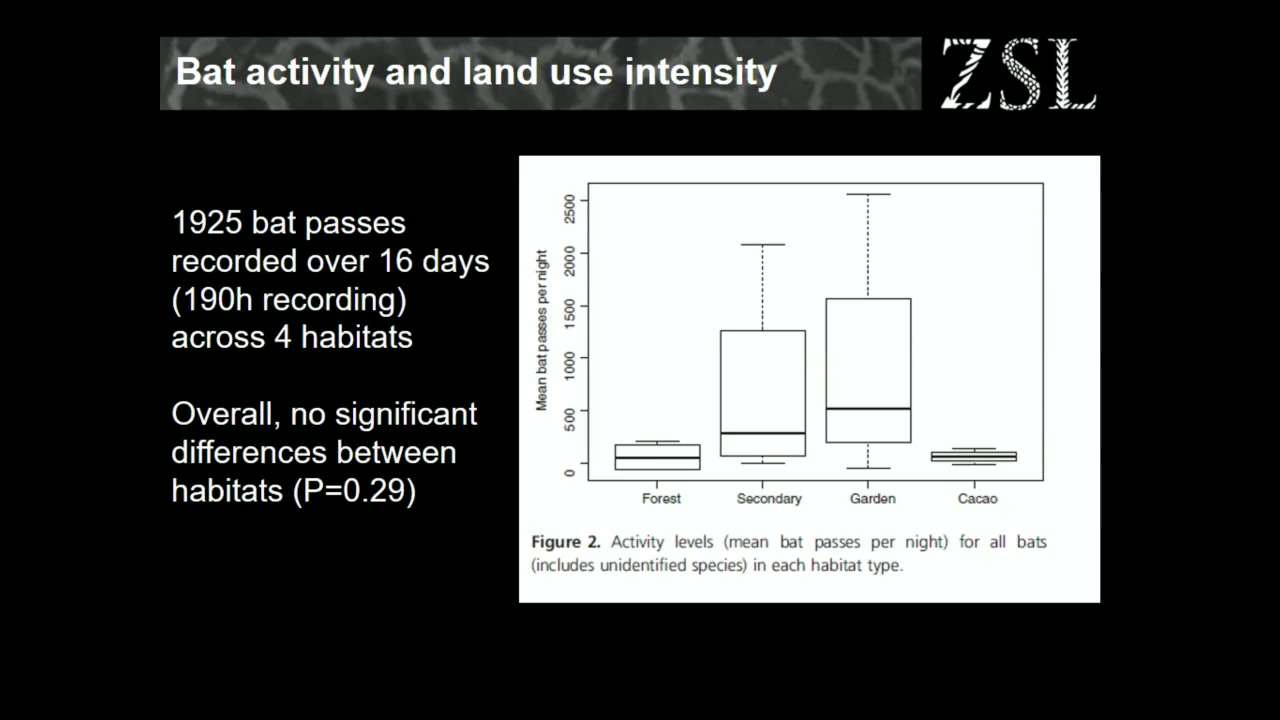 Bat activity and land use intensity
ZSL
1925 bat passes
recorded over 16 days
(190h recording)
across 4 habitats
Overall, no significant
differences between
habitats (P=0.29)
Mean bat passes per night
2500
2000
1500
1000
500
0
Forest Secondary Garden Cacao
Figure 2. Activity levels (mean bat passes per night) for all bats
(includes unidentified species) in each habitat type.